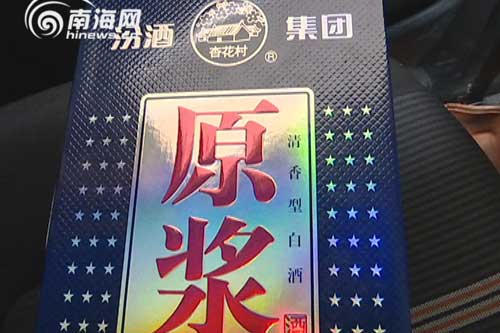 南海网
hinews.cn
汾酒 集团
杏花村
®
原浆
清香型白酒
酒